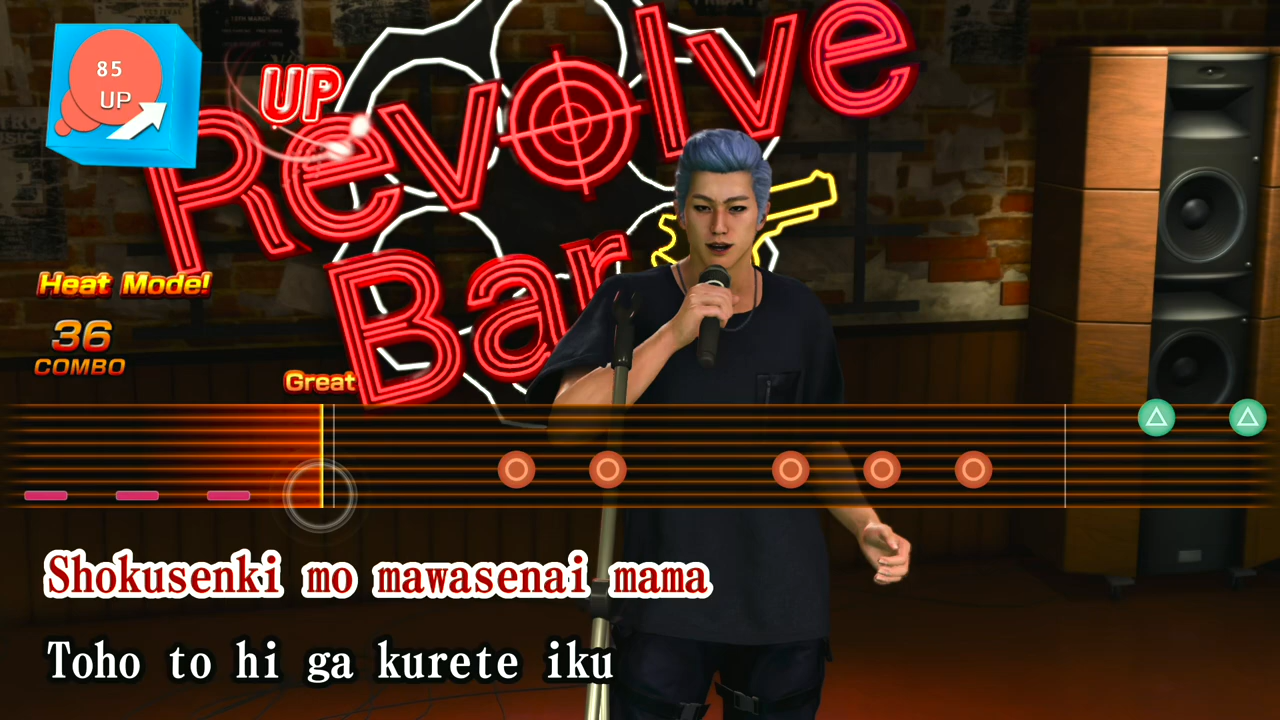 85
UP
UP
Revolve
Bar
Heat Mode!
36
COMBO
Great
Shokusenki mo mawasenai mama
Toho to hi ga kurete iku